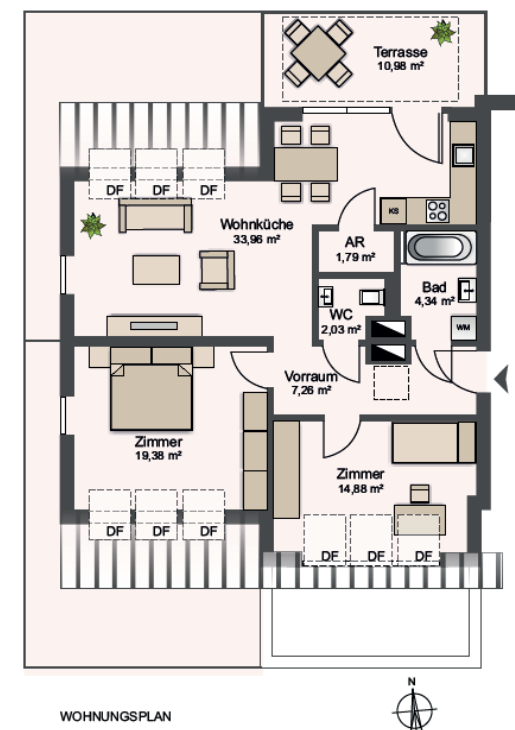 Terrasse
10,98 m²
DF DF DF
KS
Wohnküche
33,96 m²
AR
1,79 m²
Bad
4,34 m²
WC
2,03 m²
WM
Vorraum
7,26 m²
Zimmer
19,38 m²
Zimmer
14,88 m²
DF DF DF
DF DF DF
N
WOHNUNGSPLAN